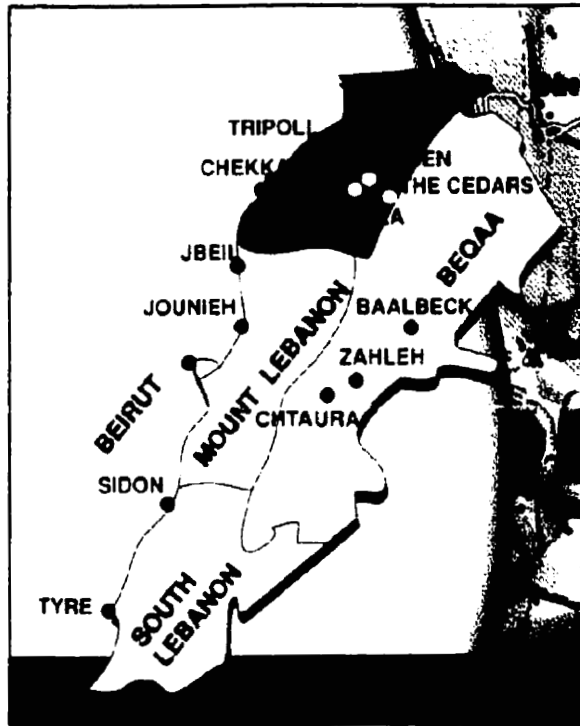 TRIPOLI
CHEKKA
THE CEDARS
JBEIL
BEQAA
JOUNIEH
BAALBECK
MOUNT LEBANON
ZAHLEH
BEIRUT
CHTAURA
SIDON
TYRE
SOUTH
LEBANON